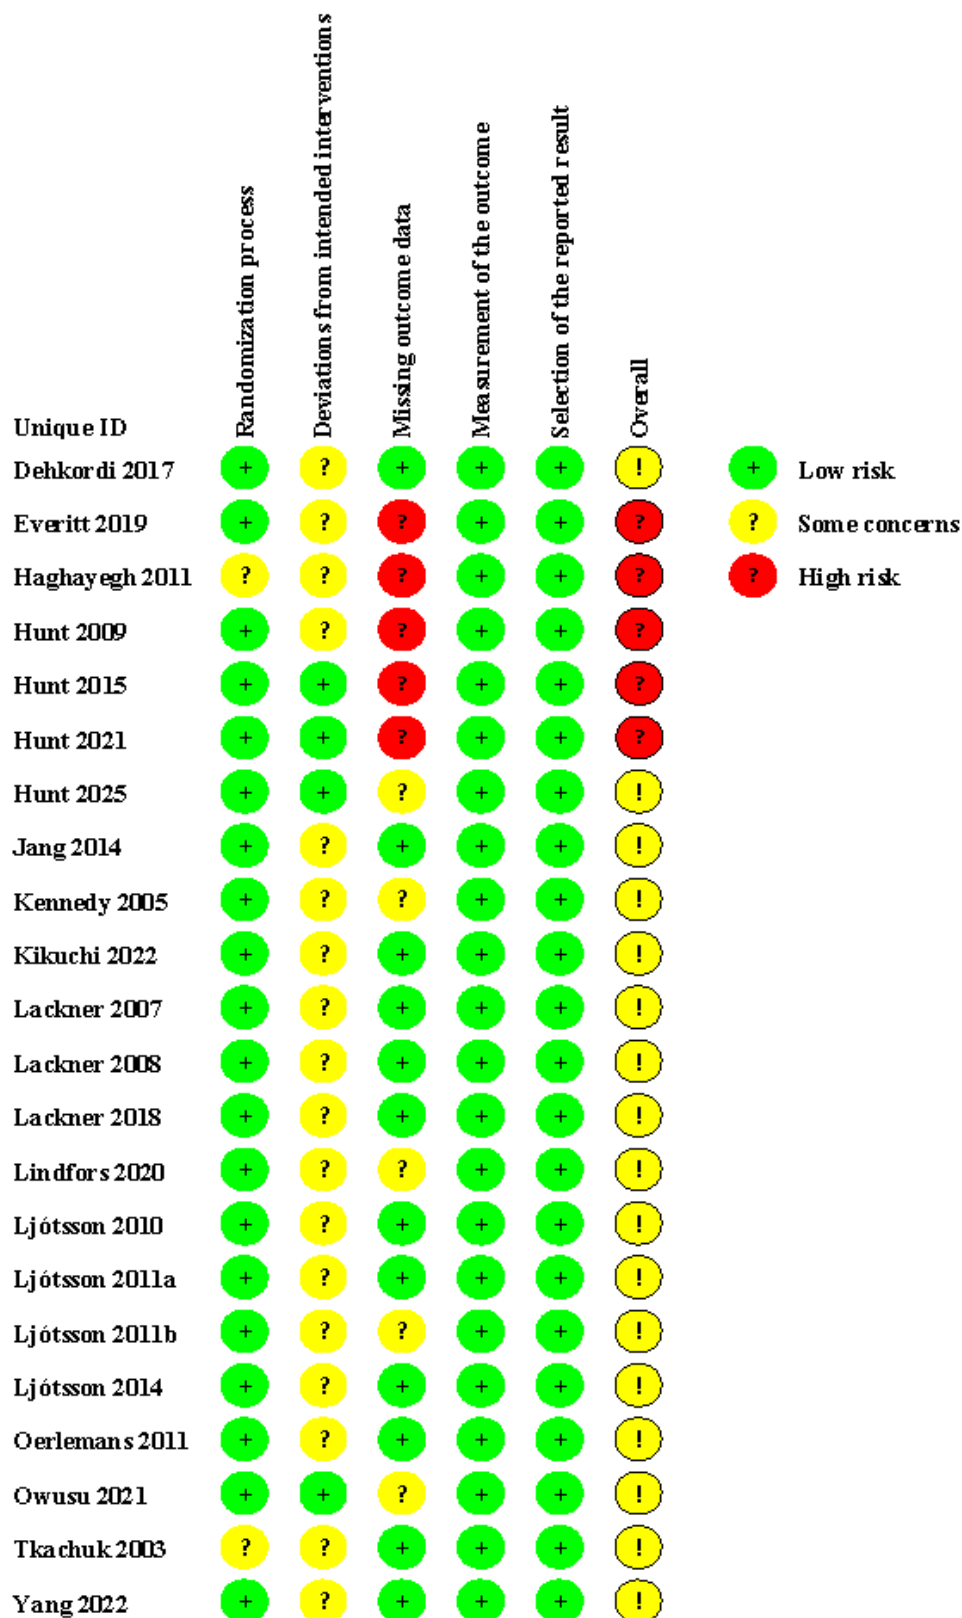 Randomization process
Deviations from intended interventions
Missing outcome data
Measurement of the outcome
Selection of the reported result
Overall
Unique ID
Dehkordi 2017 + ? + + + ! + Low risk
Everitt 2019 + ? ? + + ? ? Some concerns
Haghayegh 2011 ? ? ? + + ? ? High risk
Hunt 2009 + ? ? + + ?
Hunt 2015 + + ? + + ?
Hunt 2021 + + ? + + ?
Hunt 2025 + + ? + + !
Jang 2014 + ? + + + !
Kennedy 2005 + ? ? + + !
Kikuchi 2022 + ? + + + !
Lackner 2007 + ? + + + !
Lackner 2008 + ? + + + !
Lackner 2018 + ? + + + !
Lindfors 2020 + ? ? + + !
Ljótsson 2010 + ? + + + !
Ljótsson 2011a + ? + + + !
Ljótsson 2011b + ? ? + + !
Ljótsson 2014 + ? + + + !
Oerlemans 2011 + ? + + + !
Owusu 2021 + + ? + + !
Tkachuk 2003 ? ? + + + !
Yang 2022 + ? + + + !